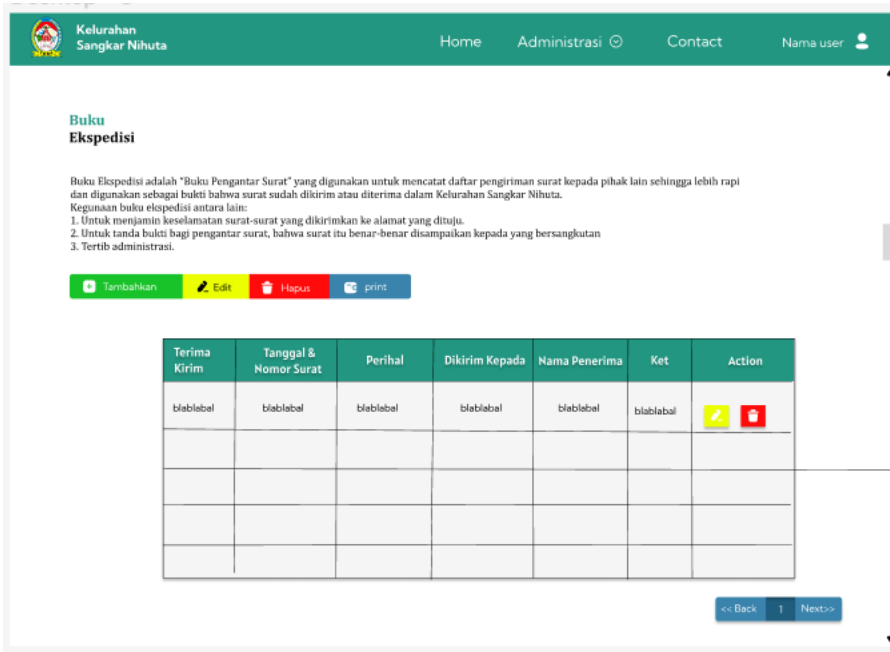 Kelurahan
Sangkar Nihuta
Home Administrasi Contact Nama user
Buku
Ekspedisi
Buku Ekspedisi adalah "Buku Pengantar Surat" yang digunakan untuk mencatat daftar pengiriman surat kepada pihak lain sehingga lebih rapi
dan digunakan sebagai bukti bahwa surat sudah dikirim atau diterima dalam Kelurahan Sangkar Nihuta.
Kegunaan buku ekspedisi antara lain:
1. Untuk menjamin keselamatan surat-surat yang dikirimkan ke alamat yang dituju.
2. Untuk tanda bukti bagi pengantar surat, bahwa surat itu benar-benar disampaikan kepada yang bersangkutan
3. Tertib administrasi.
Tambahkan Edit Hapus print
Terima Kirim Tanggal & Nomor Surat Perihal Dikirim Kepada Nama Penerima Ket Action
blablabal blablabal blablabal blablabal blablabal blablabal
<< Back 1 Next>>